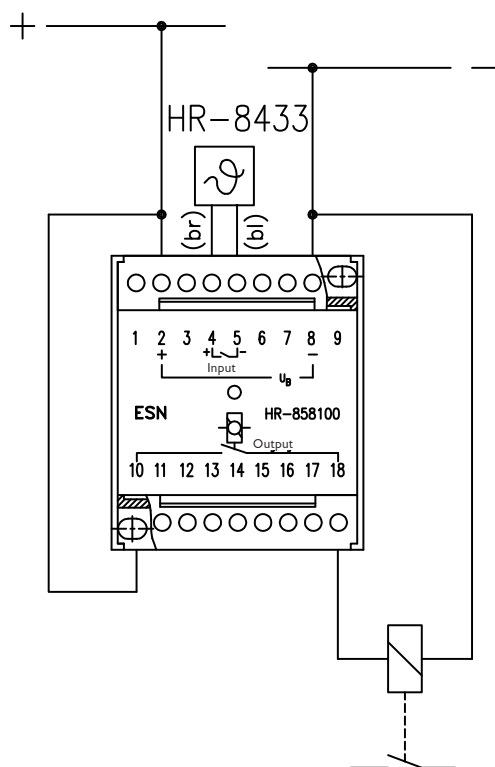 +
−
HR-8433
(br) (bl)
1 2 3 4 5 6 7 8 9
+ + − −
Input
UB
ESN HR-858100
Output
10 11 12 13 14 15 16 17 18